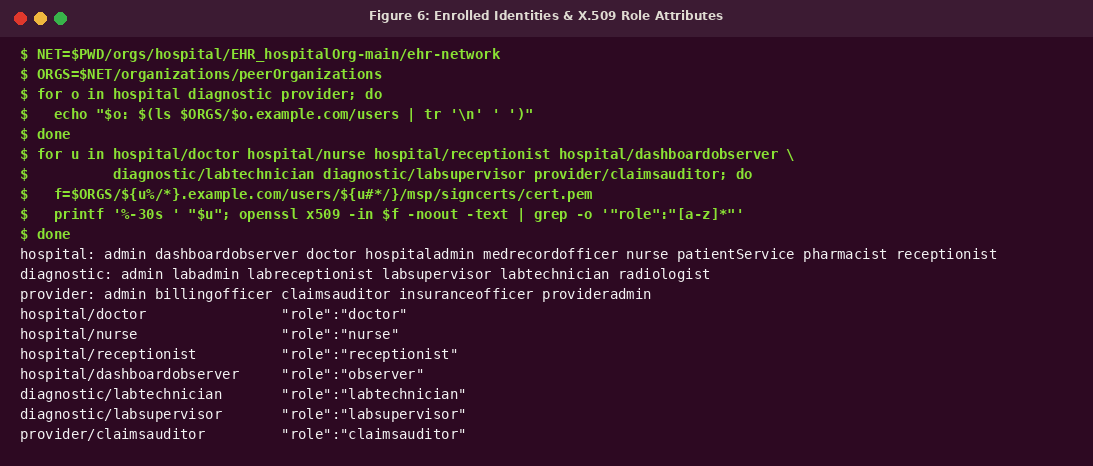 Figure 6: Enrolled Identities & X.509 Role Attributes
$ NET=$PWD/orgs/hospital/EHR_hospitalOrg-main/ehr-network
$ ORGS=$NET/organizations/peerOrganizations
$ for o in hospital diagnostic provider; do
$   echo "$o: $(ls $ORGS/$o.example.com/users | tr '\n' ' ')"
$ done
$ for u in hospital/doctor hospital/nurse hospital/receptionist hospital/dashboardobserver \
$          diagnostic/labtechnician diagnostic/labsupervisor provider/claimsauditor; do
$   f=$ORGS/${u%/*}.example.com/users/${u#*/}/msp/signcerts/cert.pem
$   printf '%-30s ' "$u"; openssl x509 -in $f -noout -text | grep -o '"role":"[a-z]*"'
$ done
hospital: admin dashboardobserver doctor hospitaladmin medrecordofficer nurse patientService pharmacist receptionist
diagnostic: admin labadmin labreceptionist labsupervisor labtechnician radiologist
provider: admin billingofficer claimsauditor insuranceofficer provideradmin
hospital/doctor                "role":"doctor"
hospital/nurse                 "role":"nurse"
hospital/receptionist          "role":"receptionist"
hospital/dashboardobserver     "role":"observer"
diagnostic/labtechnician       "role":"labtechnician"
diagnostic/labsupervisor       "role":"labsupervisor"
provider/claimsauditor         "role":"claimsauditor"